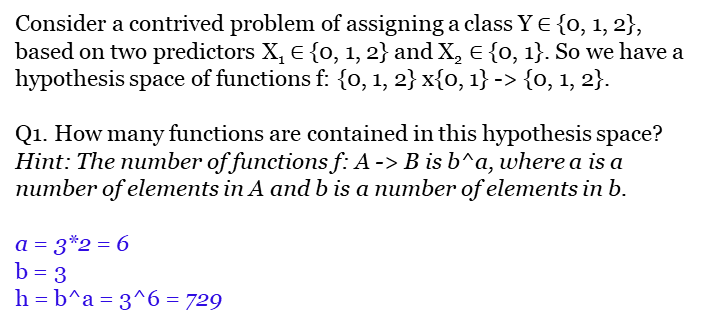 Consider a contrived problem of assigning a class Y ∈ {0, 1, 2},
based on two predictors X₁ ∈ {0, 1, 2} and X₂ ∈ {0, 1}. So we have a
hypothesis space of functions f: {0, 1, 2} x{0, 1} -> {0, 1, 2}.
Q1. How many functions are contained in this hypothesis space?
Hint: The number of functions f: A -> B is b^a, where a is a
number of elements in A and b is a number of elements in b.
a = 3*2 = 6
b = 3
h = b^a = 3^6 = 729